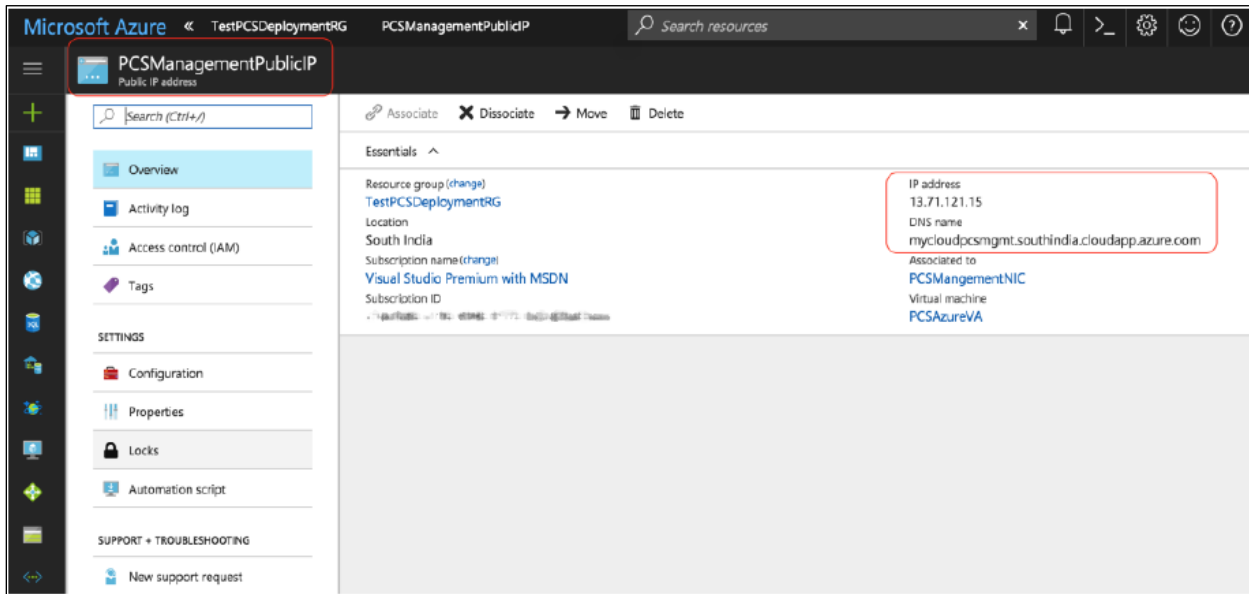 Microsoft Azure « TestPCSDeploymentRG PCSManagementPublicIP Search resources
PCSManagementPublicIP
Public IP address
Search (Ctrl+/)
Overview
Activity log
Access control (IAM)
Tags
SETTINGS
Configuration
Properties
Locks
Automation script
SUPPORT + TROUBLESHOOTING
New support request
Associate Dissociate Move Delete
Essentials
Resource group (change)
TestPCSDeploymentRG
Location
South India
Subscription name (change)
Visual Studio Premium with MSDN
Subscription ID
IP address
13.71.121.15
DNS name
mycloudpcsmgmt.southindia.cloudapp.azure.com
Associated to
PCSMangementNIC
Virtual machine
PCSAzureVA